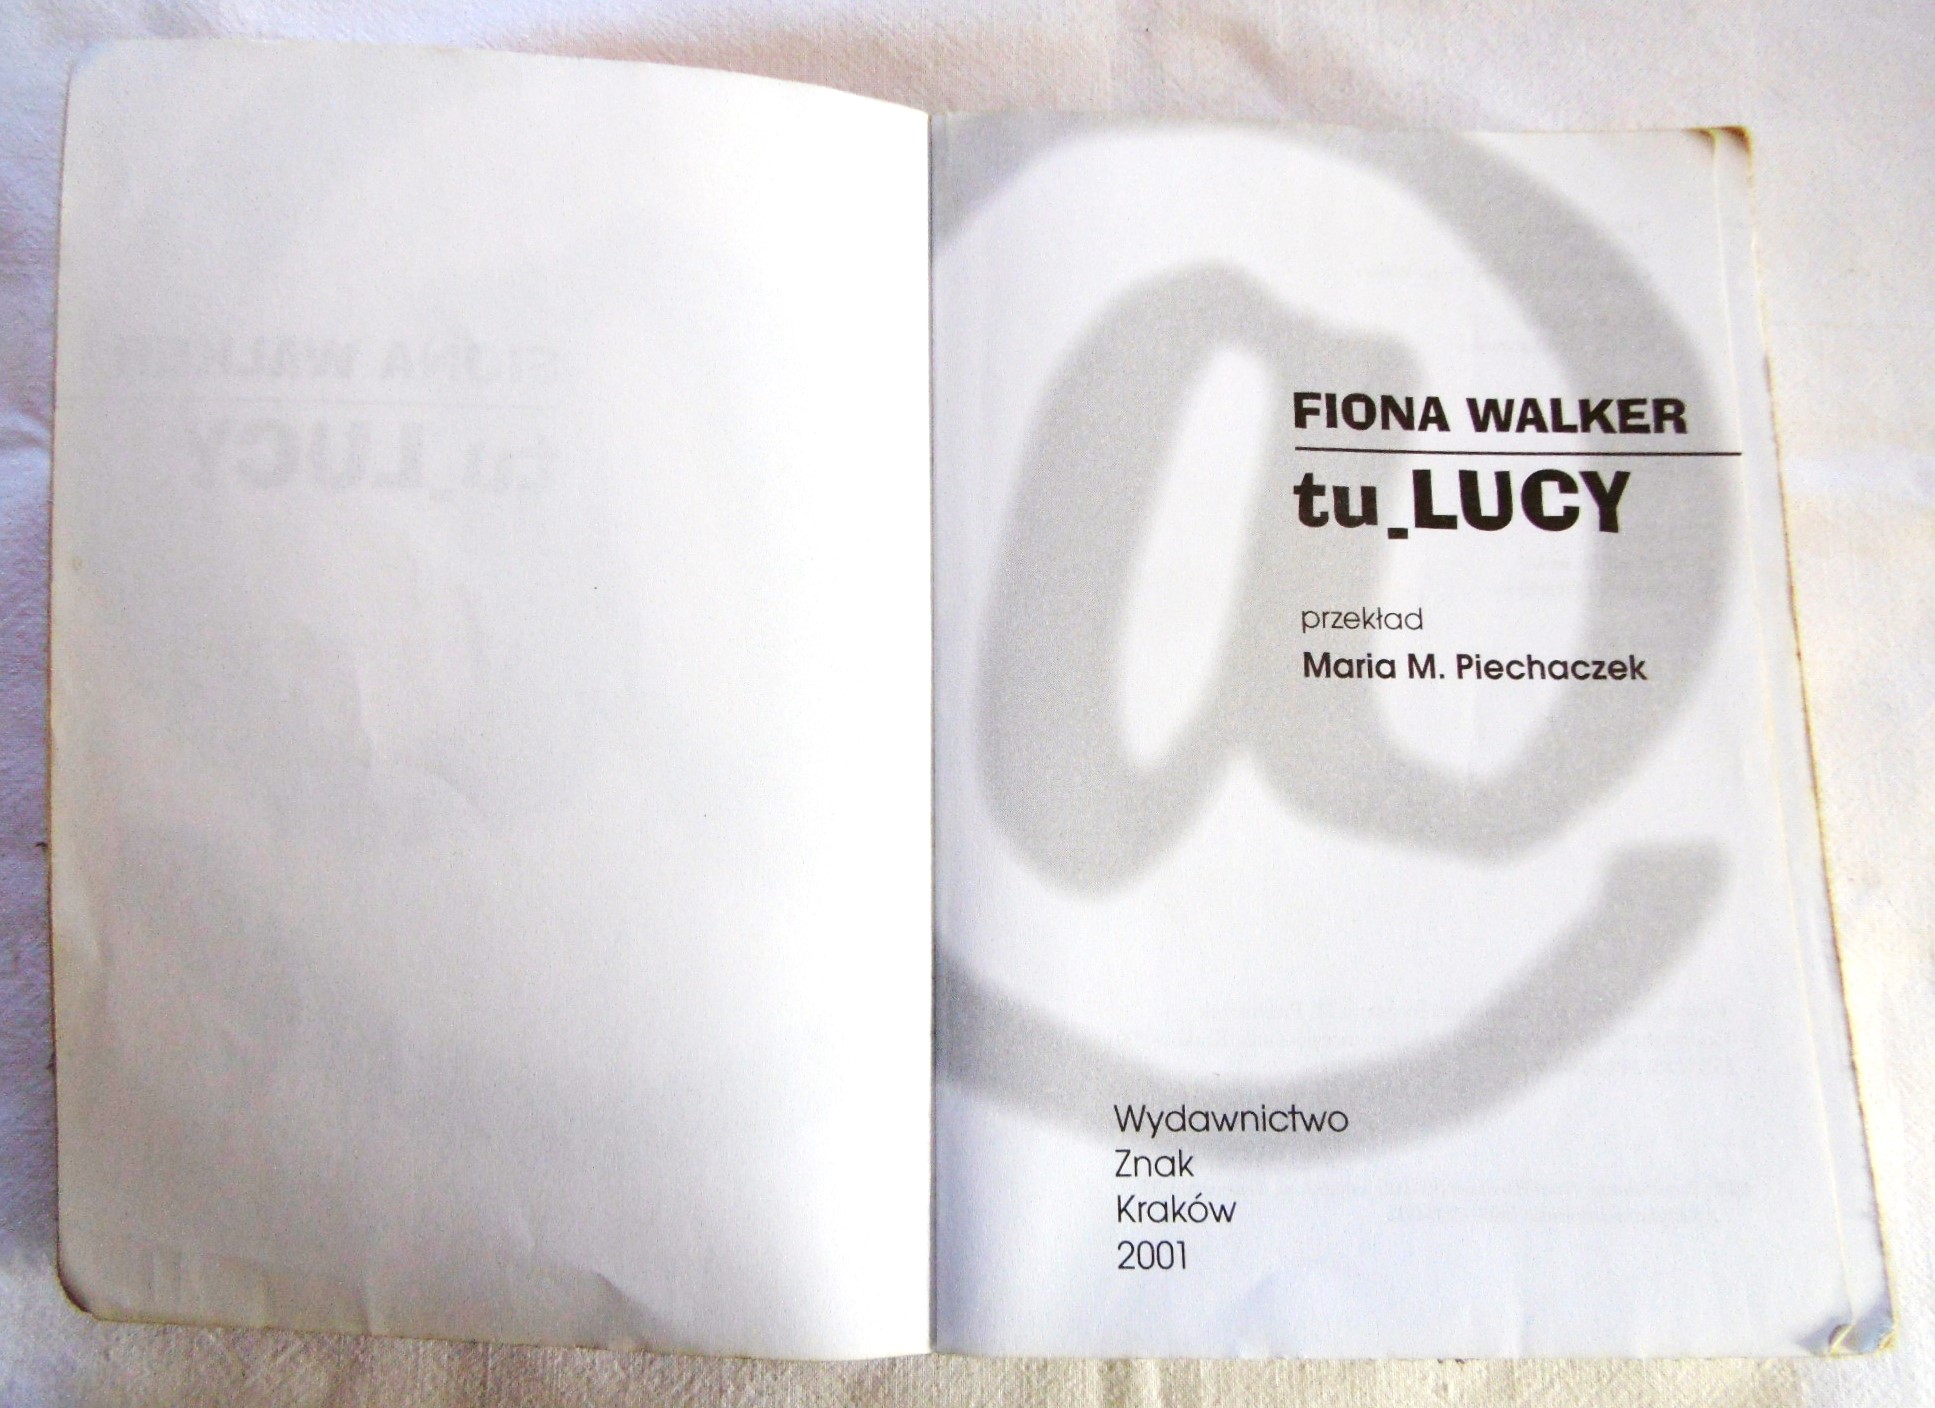 FIONA WALKER
tu_LUCY
przekład
Maria M. Piechaczek
Wydawnictwo
Znak
Kraków
2001